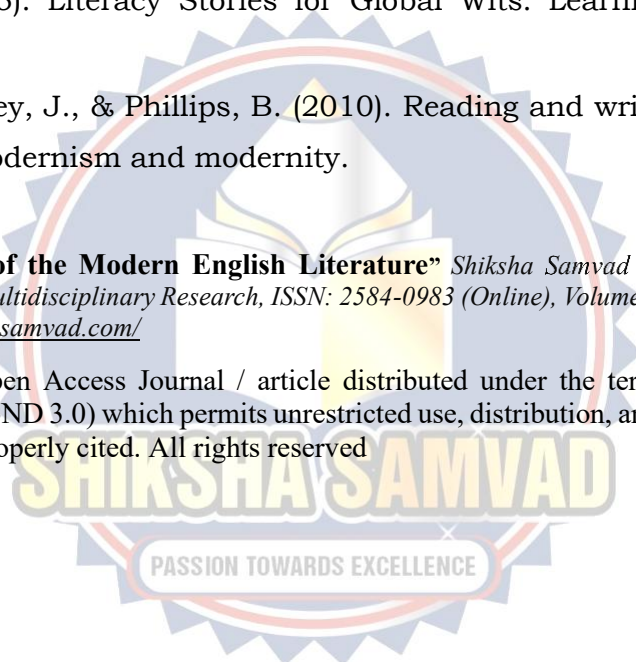 ). Literacy Stories for Global Wits. Learni
ey, J., & Phillips, B. (2010). Reading and wri
odernism and modernity.
of the Modern English Literature” Shiksha Samvad
ultidisciplinary Research, ISSN: 2584-0983 (Online), Volume
samvad.com/
pen Access Journal / article distributed under the ter
ND 3.0) which permits unrestricted use, distribution, an
operly cited. All rights reserved
SHIKSHA SAMVAD
PASSION TOWARDS EXCELLENCE